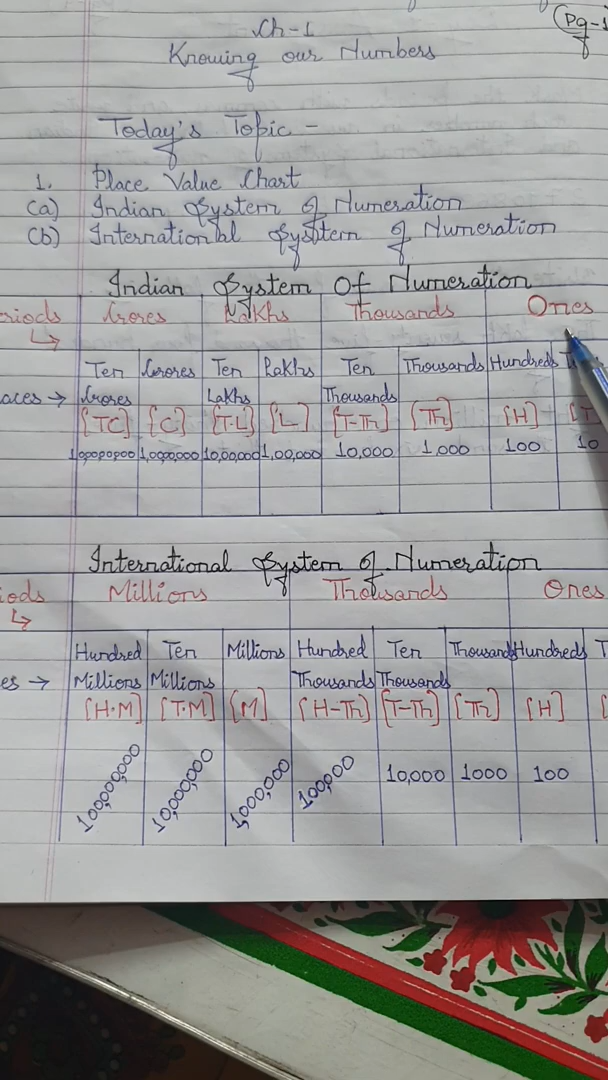 Pg-1
Ch-1
Knowing our Numbers
Today's Topic -
1. Place Value Chart
(a) Indian System of Numeration
(b) International System of Numeration
Indian System Of Numeration
eriods Crores Lakhs Thousands Ones
Ten Crores Ten Lakhs Ten Thousands Hundreds
aces → Crores Lakhs Thousands
[TC] [C] [T·L] [L] [T-Th] [Th] [H] [T
10,00,00,000 1,00,00,000 10,00,000 1,00,000 10,000 1,000 100 10
International System of Numeration
iods Millions Thousands Ones
Hundred Ten Millions Hundred Ten Thousands Hundreds T
es → Millions Millions Thousands Thousands
[H·M] [T·M] [M] [H-Th] [T-Th] [Th] [H] [
100,000,000 10,000,000 1,000,000 100,000 10,000 1000 100